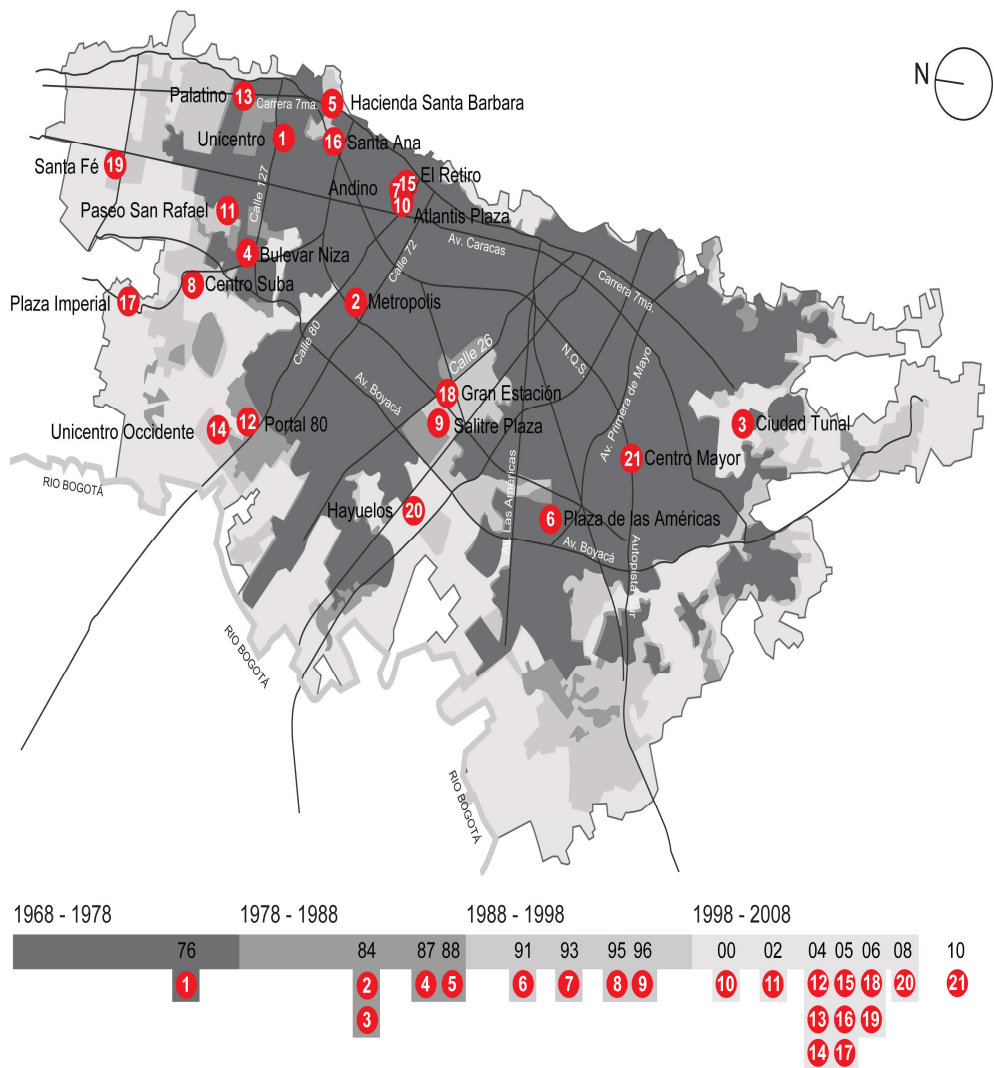 N
Palatino
13
Carrera 7ma.
5
Hacienda Santa Barbara
Unicentro
1
16
Santa Ana
Santa Fé
19
Calle 127
Andino
7
15
El Retiro
10
Atlantis Plaza
Paseo San Rafael
11
4
Bulevar Niza
Av. Caracas
Calle 72
Carrera 7ma.
8
Centro Suba
Plaza Imperial
17
2
Metropolis
Calle 80
Calle 26
N.Q.S
Av. Primera de Mayo
Av. Boyacá
18
Gran Estación
9
Salitre Plaza
Unicentro Occidente
14
12
Portal 80
3
Ciudad Tunal
21
Centro Mayor
RIO BOGOTÁ
Hayuelos
20
Av. Las Américas
6
Plaza de las Américas
Av. Boyacá
Autopista Sur
RIO BOGOTÁ
RIO BOGOTÁ
1968 - 1978
1978 - 1988
1988 - 1998
1998 - 2008
76 84 87 88 91 93 95 96 00 02 04 05 06 08 10
1 2 4 5 6 7 8 9 10 11 12 15 18 20 21
3 13 16 19
14 17